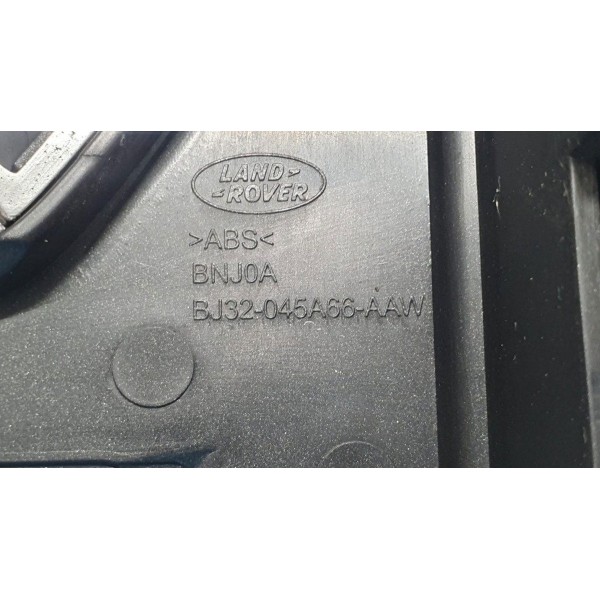 LAND
ROVER
>ABS<
BNJ0A
BJ32-045A66-AAW